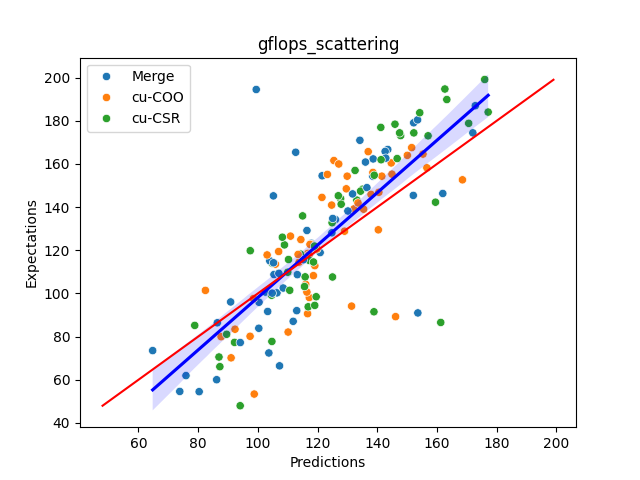 gflops_scattering
Merge
cu-COO
cu-CSR
Expectations
200
180
160
140
120
100
80
60
40
60 80 100 120 140 160 180 200
Predictions